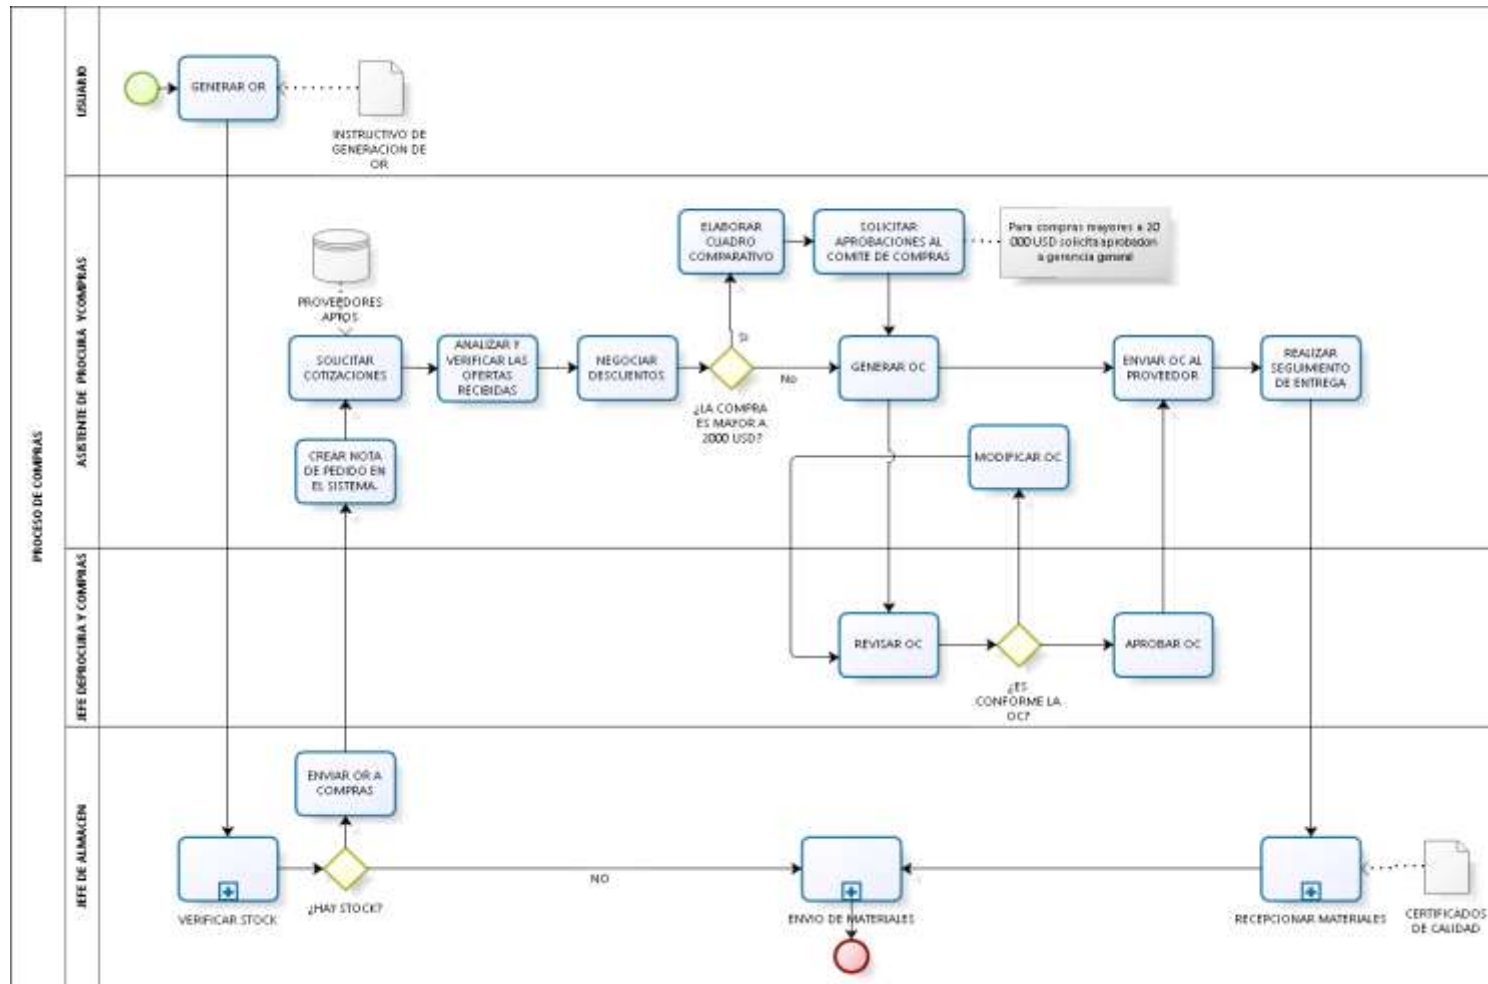 PROCESO DE COMPRAS
USUARIO
GENERAR OR
INSTRUCTIVO DE
GENERACION DE
OR
ASISTENTE DE PROCURA YCOMPRAS
PROVEEDORES
APTOS
SOLICITAR
COTIZACIONES
CREAR NOTA
DE PEDIDO EN
EL SISTEMA.
ANALIZAR Y
VERIFICAR LAS
OFERTAS
RECIBIDAS
NEGOCIAR
DESCUENTOS
¿LA COMPRA
ES MAYOR A
2000 USD?
SI
No
ELABORAR
CUADRO
COMPARATIVO
SOLICITAR
APROBACIONES AL
COMITE DE COMPRAS
Para compras mayores a 20
000 USD solicita aprobacion
a gerencia general
GENERAR OC
MODIFICAR OC
ENVIAR OC AL
PROVEEDOR
REALIZAR
SEGUIMIENTO
DE ENTREGA
JEFE DEPROCURA Y COMPRAS
REVISAR OC
¿ES
CONFORME LA
OC?
APROBAR OC
JEFE DE ALMACEN
ENVIAR OR A
COMPRAS
VERIFICAR STOCK
¿HAY STOCK?
NO
ENVIO DE MATERIALES
RECEPCIONAR MATERIALES
CERTIFICADOS
DE CALIDAD